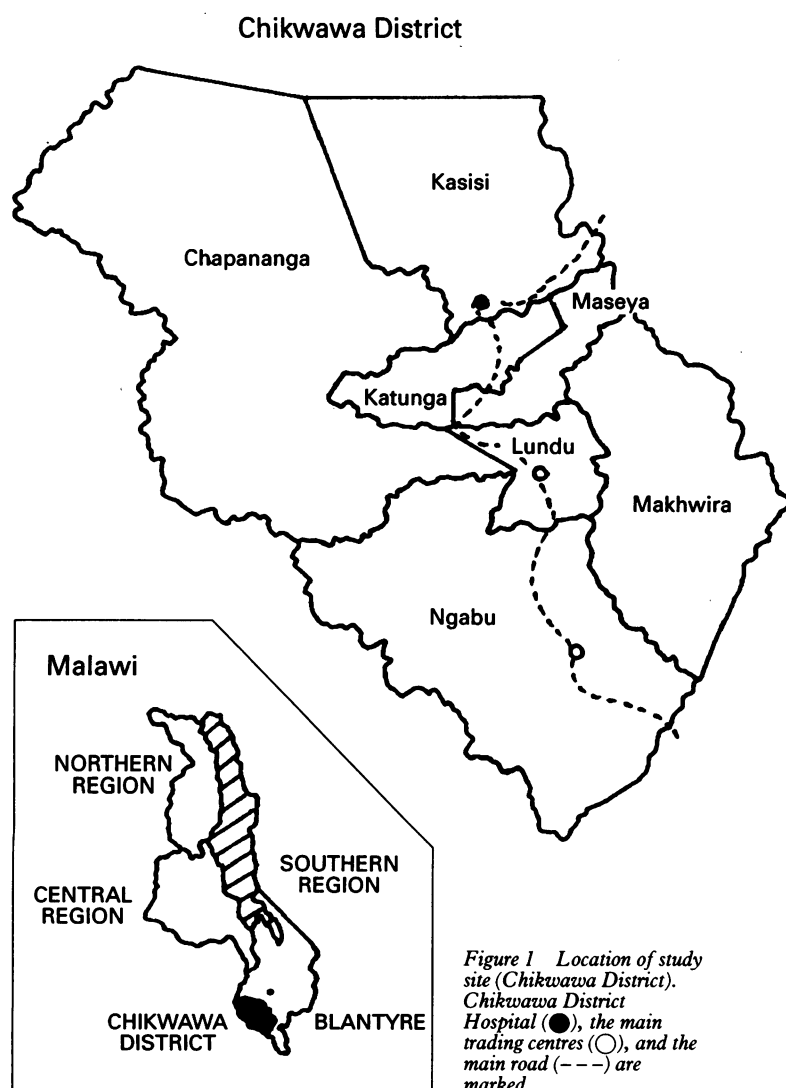 Chikwawa District
Kasisi
Chapananga
Maseya
Katunga
Lundu
Makhwira
Ngabu
Malawi
NORTHERN
REGION
SOUTHERN
REGION
CENTRAL
REGION
CHIKWAWA
DISTRICT
BLANTYRE
Figure 1 Location of study
site (Chikwawa District).
Chikwawa District
Hospital (●), the main
trading centres (○), and the
main road (---) are
marked